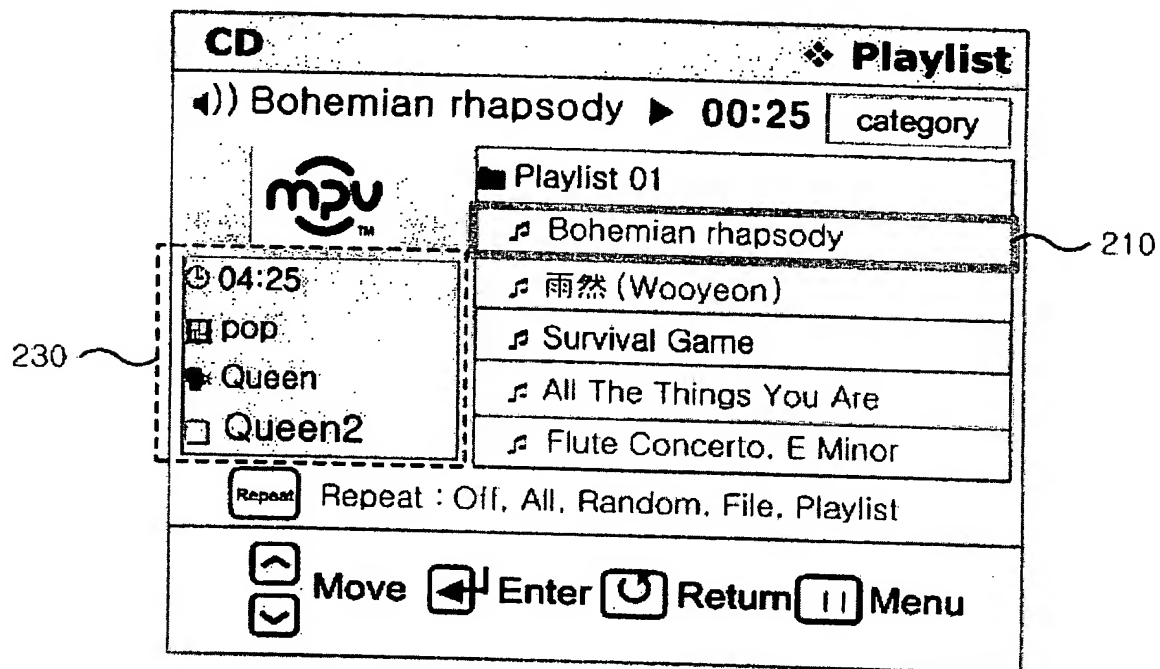 CD
❖ Playlist
Bohemian rhapsody ▶ 00:25 category
mpv TM
Playlist 01
♬ Bohemian rhapsody
210
♬ 雨然 (Wooyeon)
♬ Survival Game
♬ All The Things You Are
♬ Flute Concerto, E Minor
230
04:25
pop
Queen
Queen2
Repeat Repeat : Off, All, Random, File, Playlist
Move Enter Return Menu